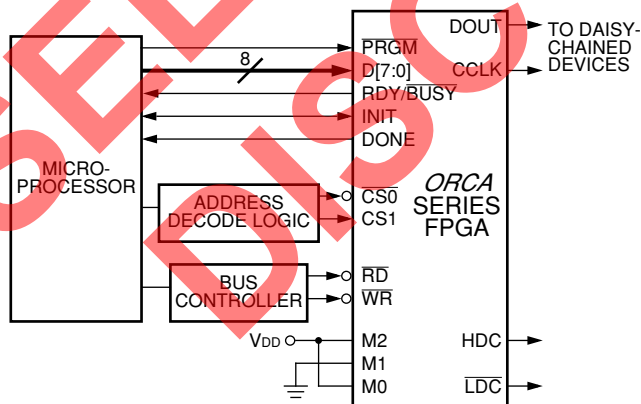 DOUT
TO DAISY-
CHAINED
DEVICES
PRGM
8
D[7:0]
CCLK
RDY/BUSY
INIT
DONE
MICRO-
PROCESSOR
ADDRESS
DECODE LOGIC
CS0
CS1
ORCA
SERIES
FPGA
BUS
CONTROLLER
RD
WR
VDD
M2
HDC
M1
M0
LDC